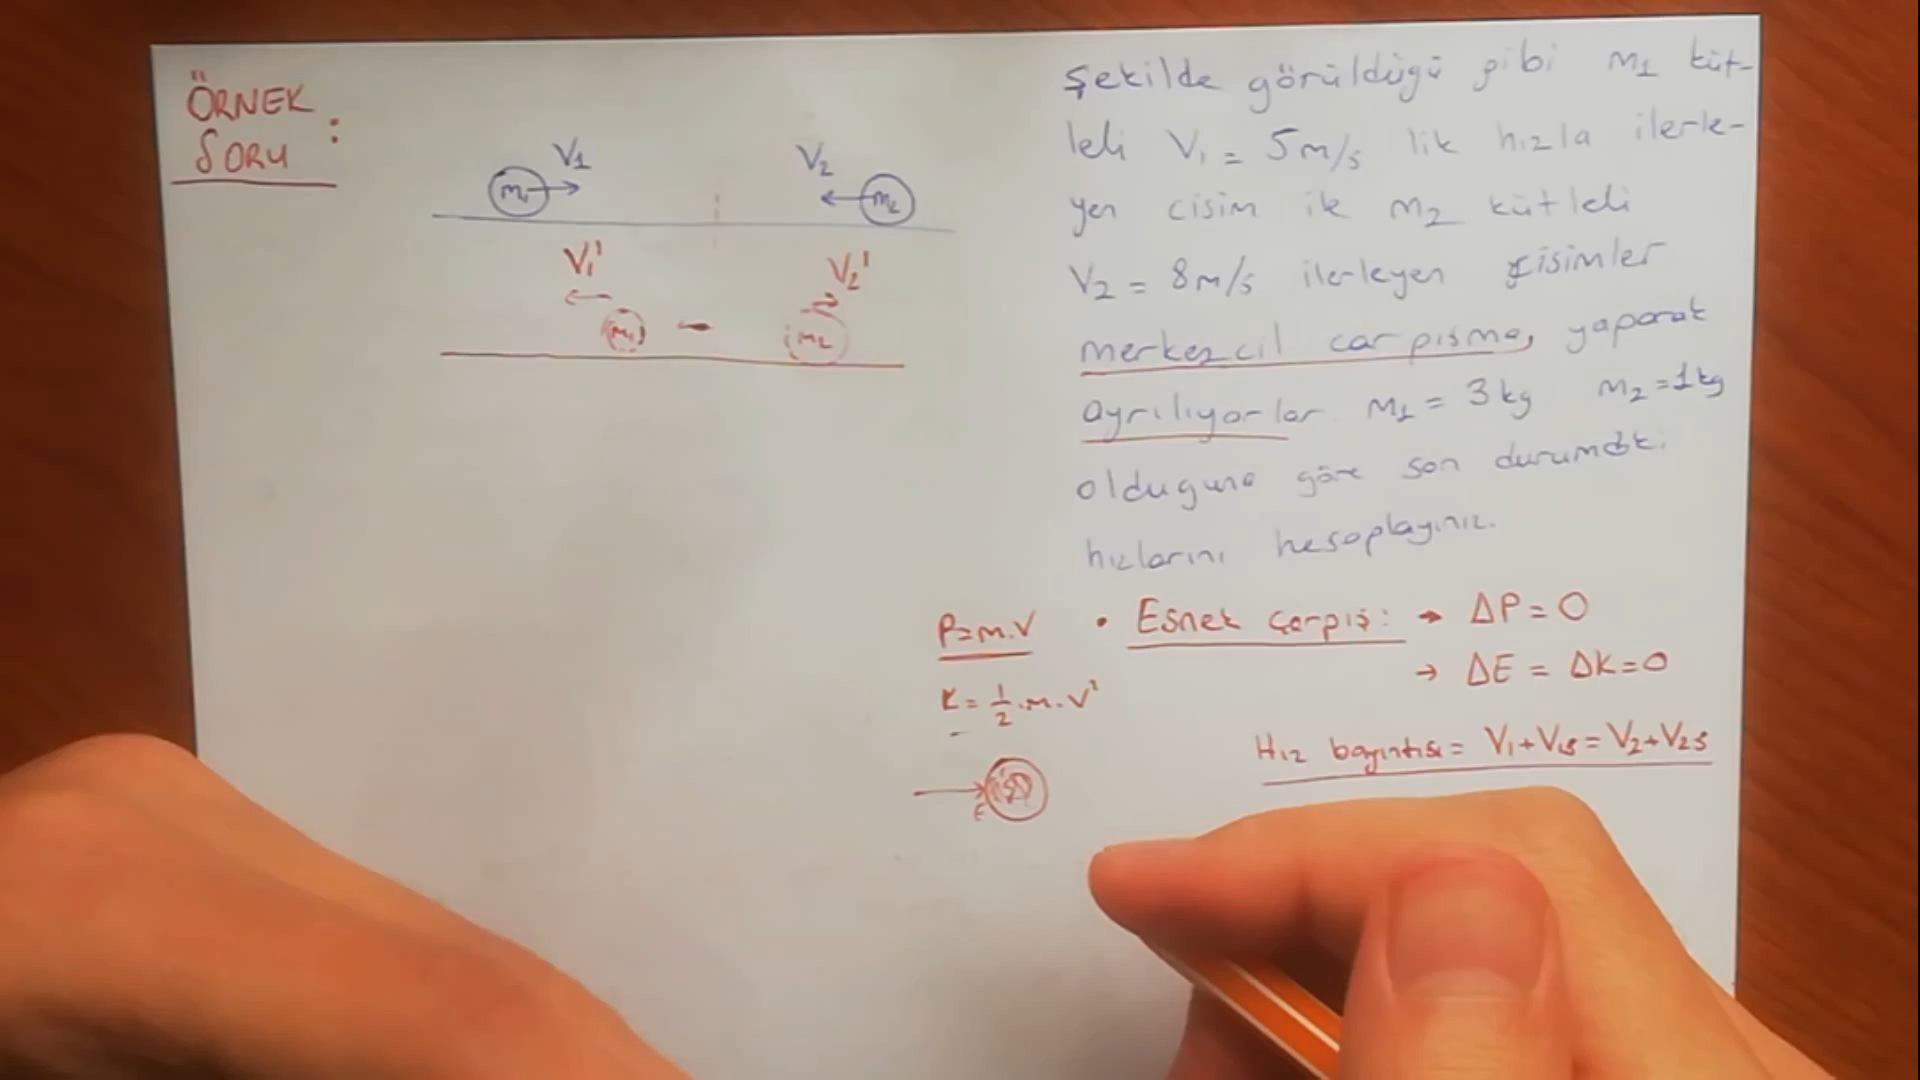 ÖRNEK
SORU :
V1
V2
m1
m2
V1'
V2'
m1
m2
Şekilde görüldüğü gibi m1 küt-
leli V1 = 5m/s lik hızla ilerle-
yen cisim ile m2 kütleli
V2 = 8m/s ilerleyen cisimler
merkezcil carpışma, yaparak
ayrılıyorlar. m1 = 3kg m2 = 1kg
olduguna göre son durumdaki
hızlarını hesaplayınız.
P=m.V
• Esnek Çarpış: → ΔP = 0
→ ΔE = ΔK = 0
K = 1/2 .m. V²
Hız bagıntısı = V1+V1s = V2+V2s
E